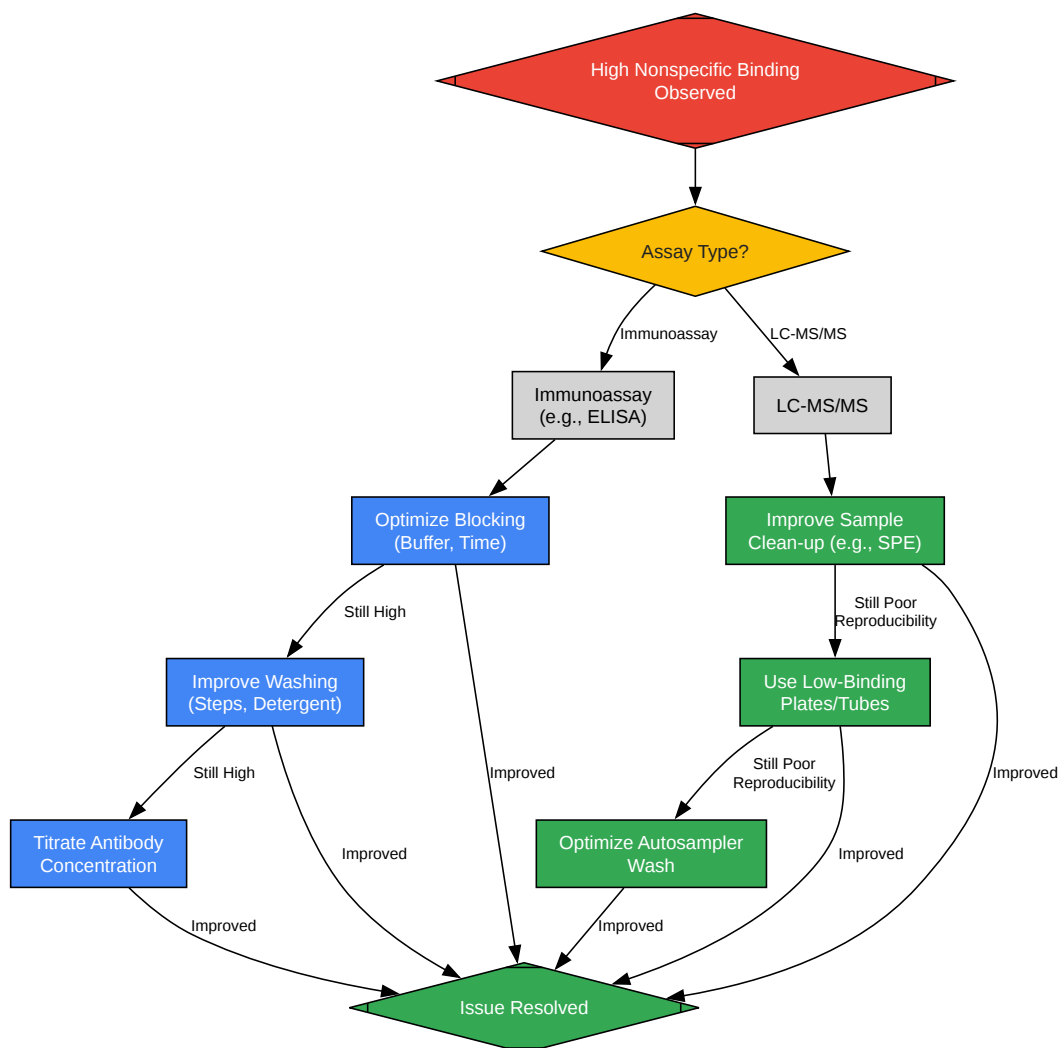 High Nonspecific Binding
Observed
Assay Type?
Immunoassay
LC-MS/MS
Immunoassay
(e.g., ELISA)
LC-MS/MS
Optimize Blocking
(Buffer, Time)
Improve Sample
Clean-up (e.g., SPE)
Still High
Still Poor
Reproducibility
Improve Washing
(Steps, Detergent)
Use Low-Binding
Plates/Tubes
Still High
Improved
Still Poor
Reproducibility
Improved
Titrate Antibody
Concentration
Improved
Optimize Autosampler
Wash
Improved
Improved
Improved
Issue Resolved